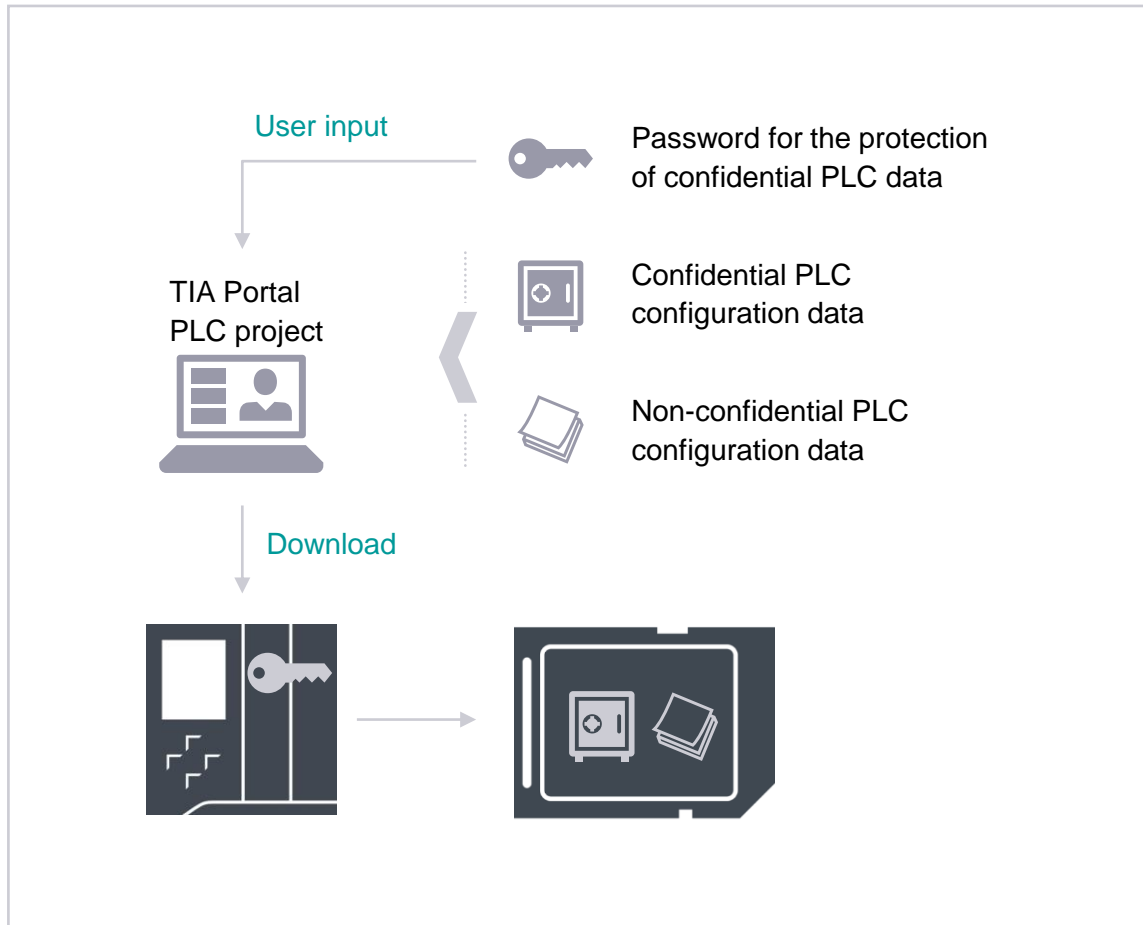 User input
Password for the protection
of confidential PLC data
TIA Portal
PLC project
Confidential PLC
configuration data
Non-confidential PLC
configuration data
Download